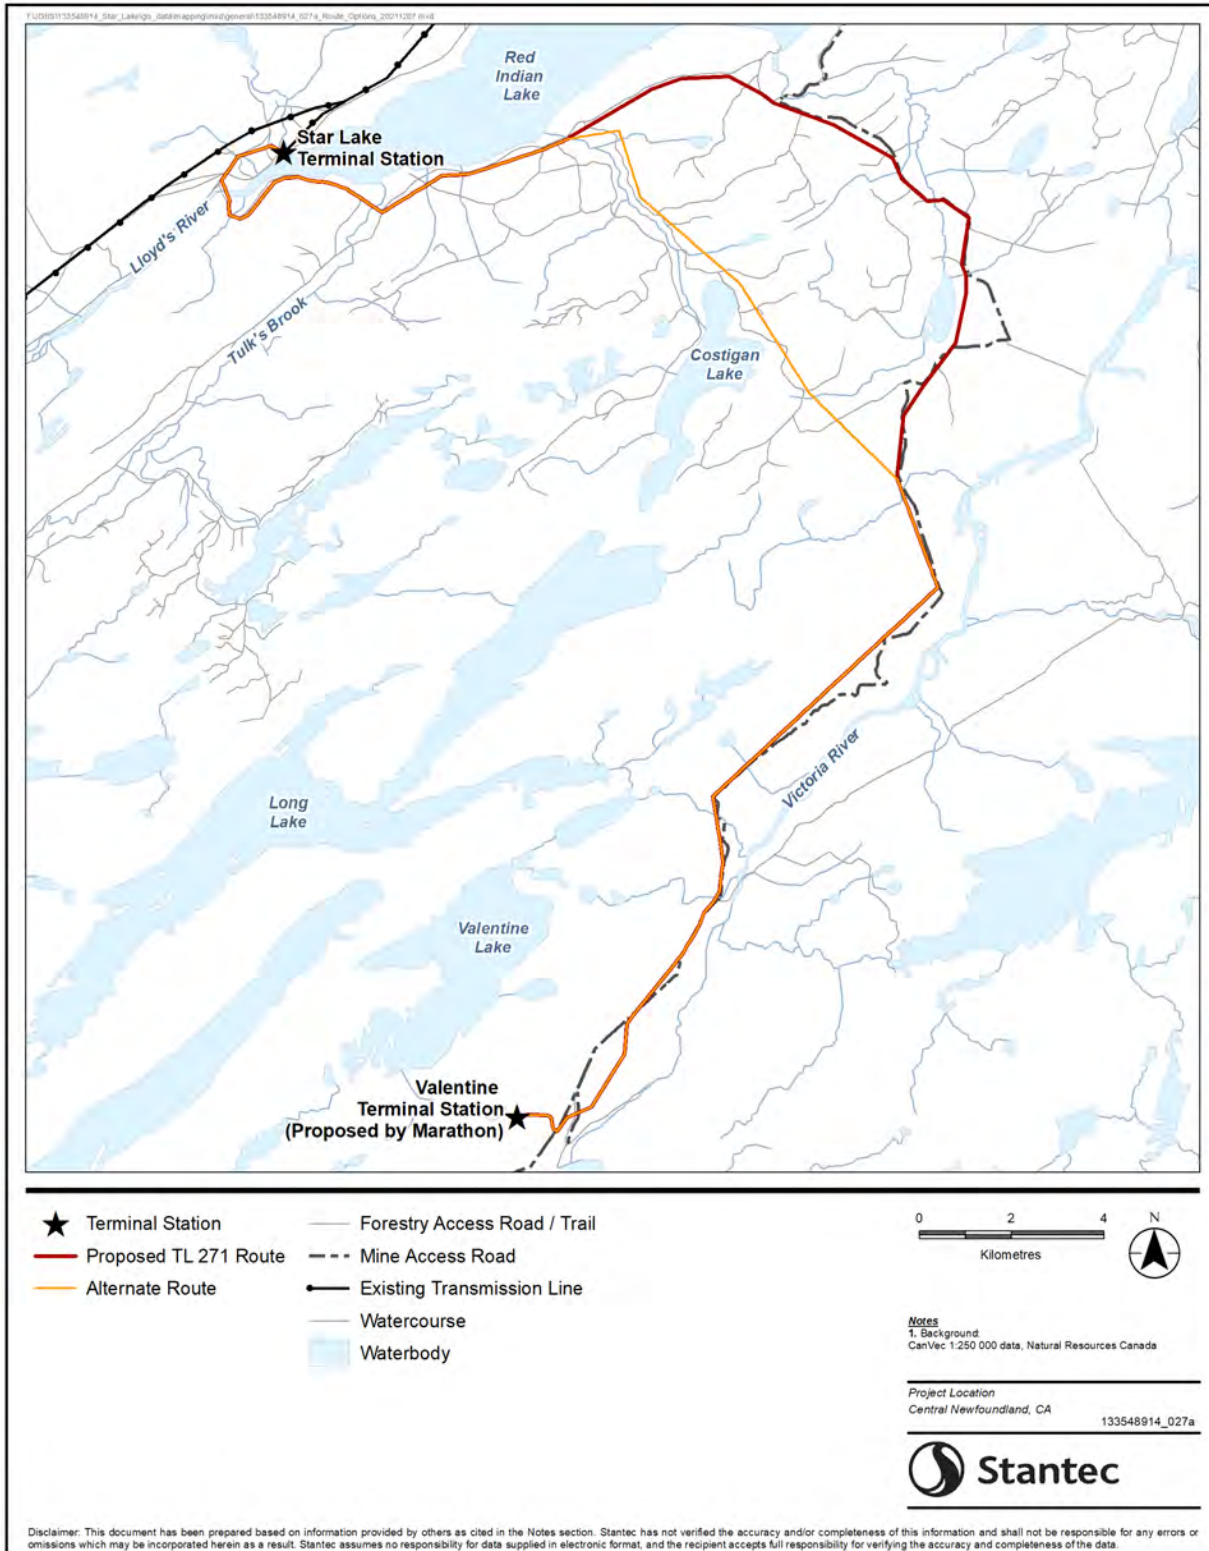 Red
Indian
Lake
Star Lake
Terminal Station
Lloyd's River
Tulk's Brook
Costigan
Lake
Victoria River
Long
Lake
Valentine
Lake
Valentine
Terminal Station
(Proposed by Marathon)
Terminal Station
Proposed TL 271 Route
Alternate Route
Forestry Access Road / Trail
Mine Access Road
Existing Transmission Line
Watercourse
Waterbody
0 2 4
Kilometres
N
Notes
1. Background:
CanVec 1:250 000 data, Natural Resources Canada
Project Location
Central Newfoundland, CA
133548914_027a
Stantec
Disclaimer: This document has been prepared based on information provided by others as cited in the Notes section. Stantec has not verified the accuracy and/or completeness of this information and shall not be responsible for any errors or
omissions which may be incorporated herein as a result. Stantec assumes no responsibility for data supplied in electronic format, and the recipient accepts full responsibility for verifying the accuracy and completeness of the data.